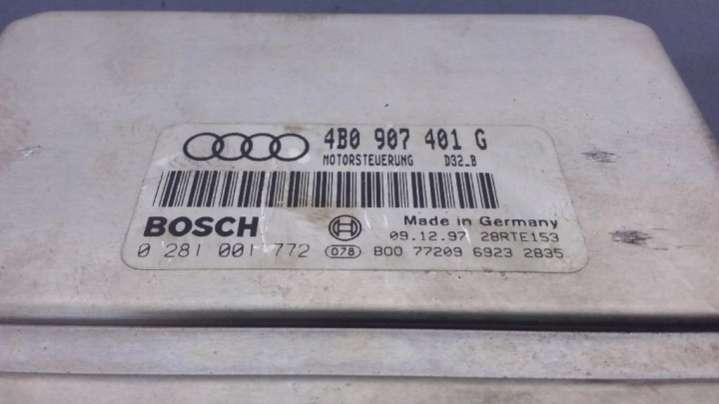 4B0 907 401 G
MOTORSTEUERUNG D32_B
BOSCH
Made in Germany
09.12.97 28RTE153
0 281 001 772 078 800 77209 6923 2835